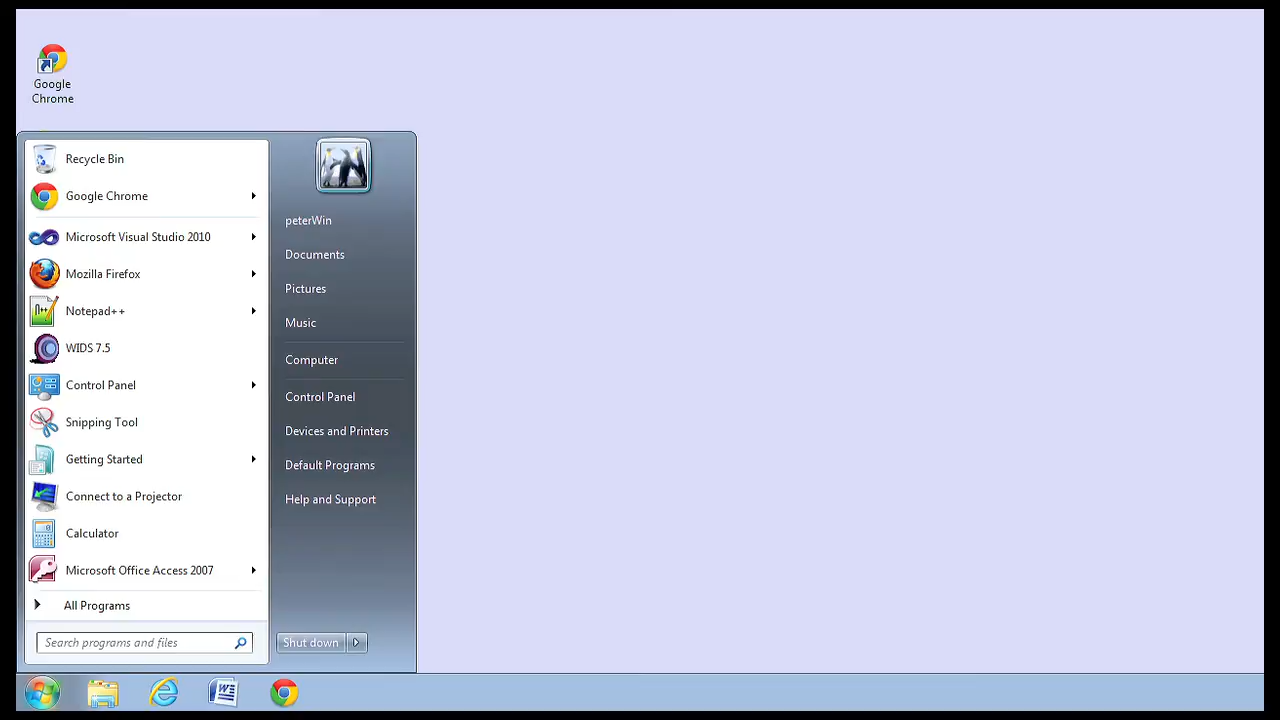 Google
Chrome
Recycle Bin
Google Chrome
Microsoft Visual Studio 2010
Mozilla Firefox
Notepad++
WIDS 7.5
Control Panel
Snipping Tool
Getting Started
Connect to a Projector
Calculator
Microsoft Office Access 2007
All Programs
Search programs and files
peterWin
Documents
Pictures
Music
Computer
Control Panel
Devices and Printers
Default Programs
Help and Support
Shut down